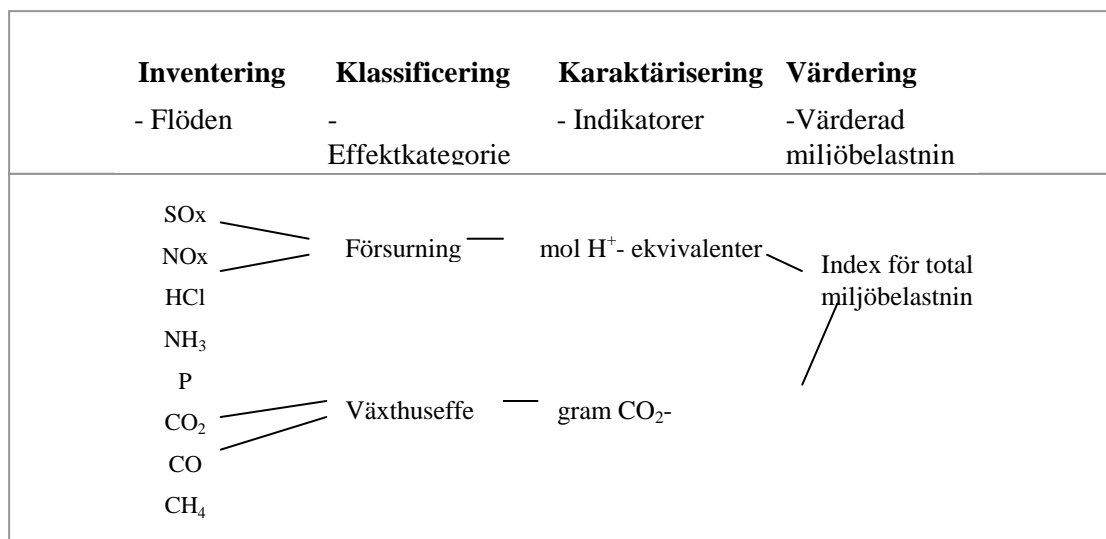 Inventering Klassificering Karaktärisering Värdering
- Flöden - - Indikatorer -Värderad
Effektkategorie miljöbelastnin
SOx
NOx Försurning mol H⁺- ekvivalenter Index för total
HCl miljöbelastnin
NH₃
P
CO₂ Växthuseffe gram CO₂-
CO
CH₄